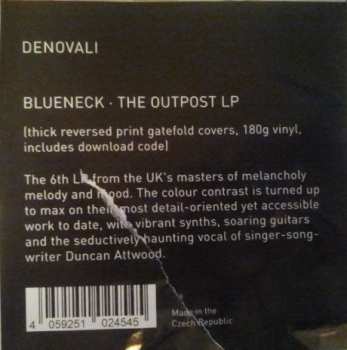 DENOVALI
BLUENECK · THE OUTPOST LP
(thick reversed print gatefold covers, 180g vinyl,
includes download code)
The 6th LP from the UK's masters of melancholy
melody and mood. The colour contrast is turned up
to max on their most detail-oriented yet accessible
work to date, with vibrant synths, soaring guitars
and the seductively haunting vocal of singer-song-
writer Duncan Attwood.
4 059251 024545
Made in the
Czech Republic